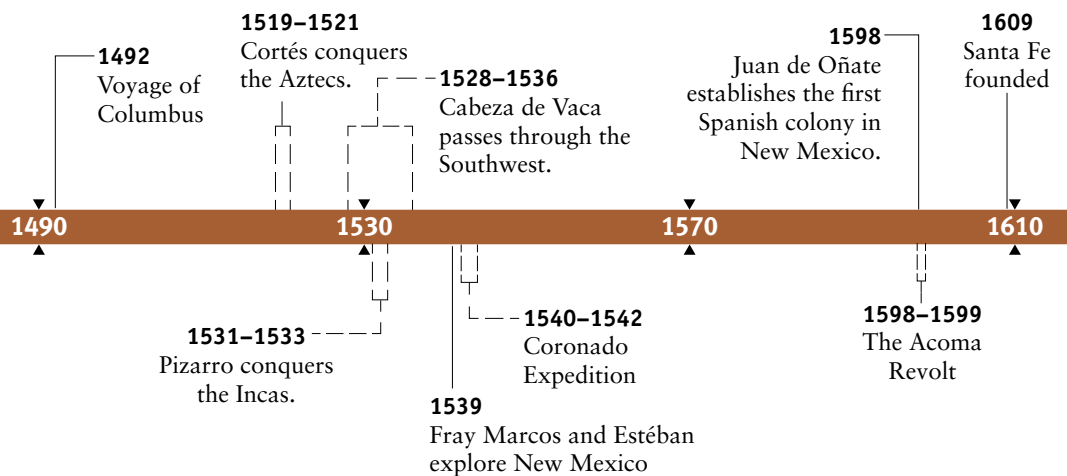 1492
Voyage of
Columbus
1519–1521
Cortés conquers
the Aztecs.
1528–1536
Cabeza de Vaca
passes through the
Southwest.
1598
Juan de Oñate
establishes the first
Spanish colony in
New Mexico.
1609
Santa Fe
founded
1490
1530
1570
1610
1531–1533
Pizarro conquers
the Incas.
1539
Fray Marcos and Estéban
explore New Mexico
1540–1542
Coronado
Expedition
1598–1599
The Acoma
Revolt